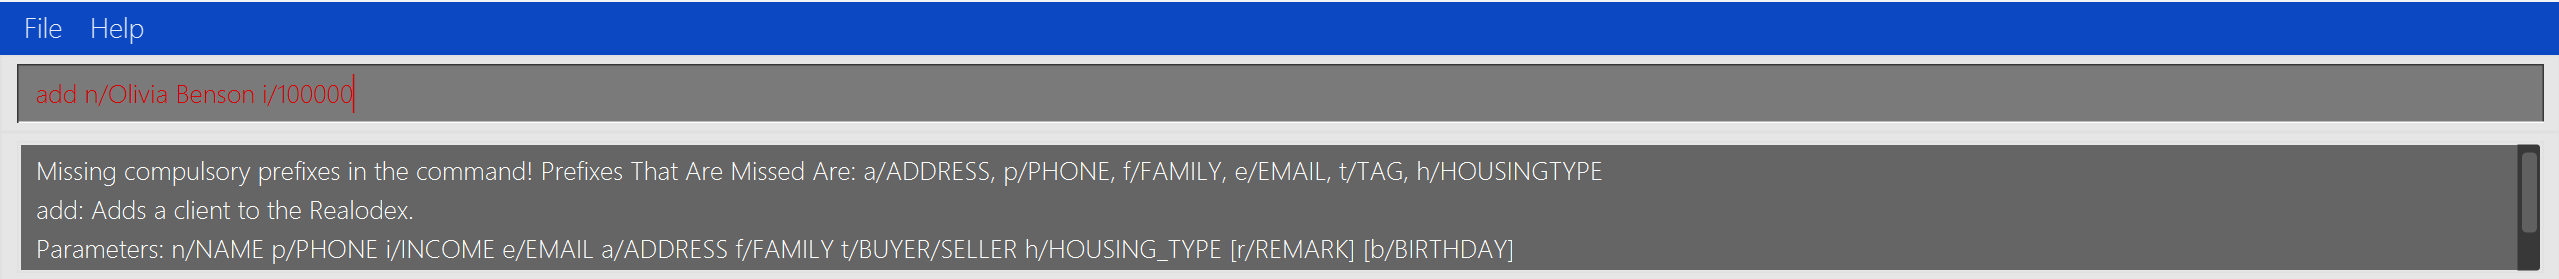 File Help
add n/Olivia Benson i/100000
Missing compulsory prefixes in the command! Prefixes That Are Missed Are: a/ADDRESS, p/PHONE, f/FAMILY, e/EMAIL, t/TAG, h/HOUSINGTYPE
add: Adds a client to the Realodex.
Parameters: n/NAME p/PHONE i/INCOME e/EMAIL a/ADDRESS f/FAMILY t/BUYER/SELLER h/HOUSING_TYPE [r/REMARK] [b/BIRTHDAY]